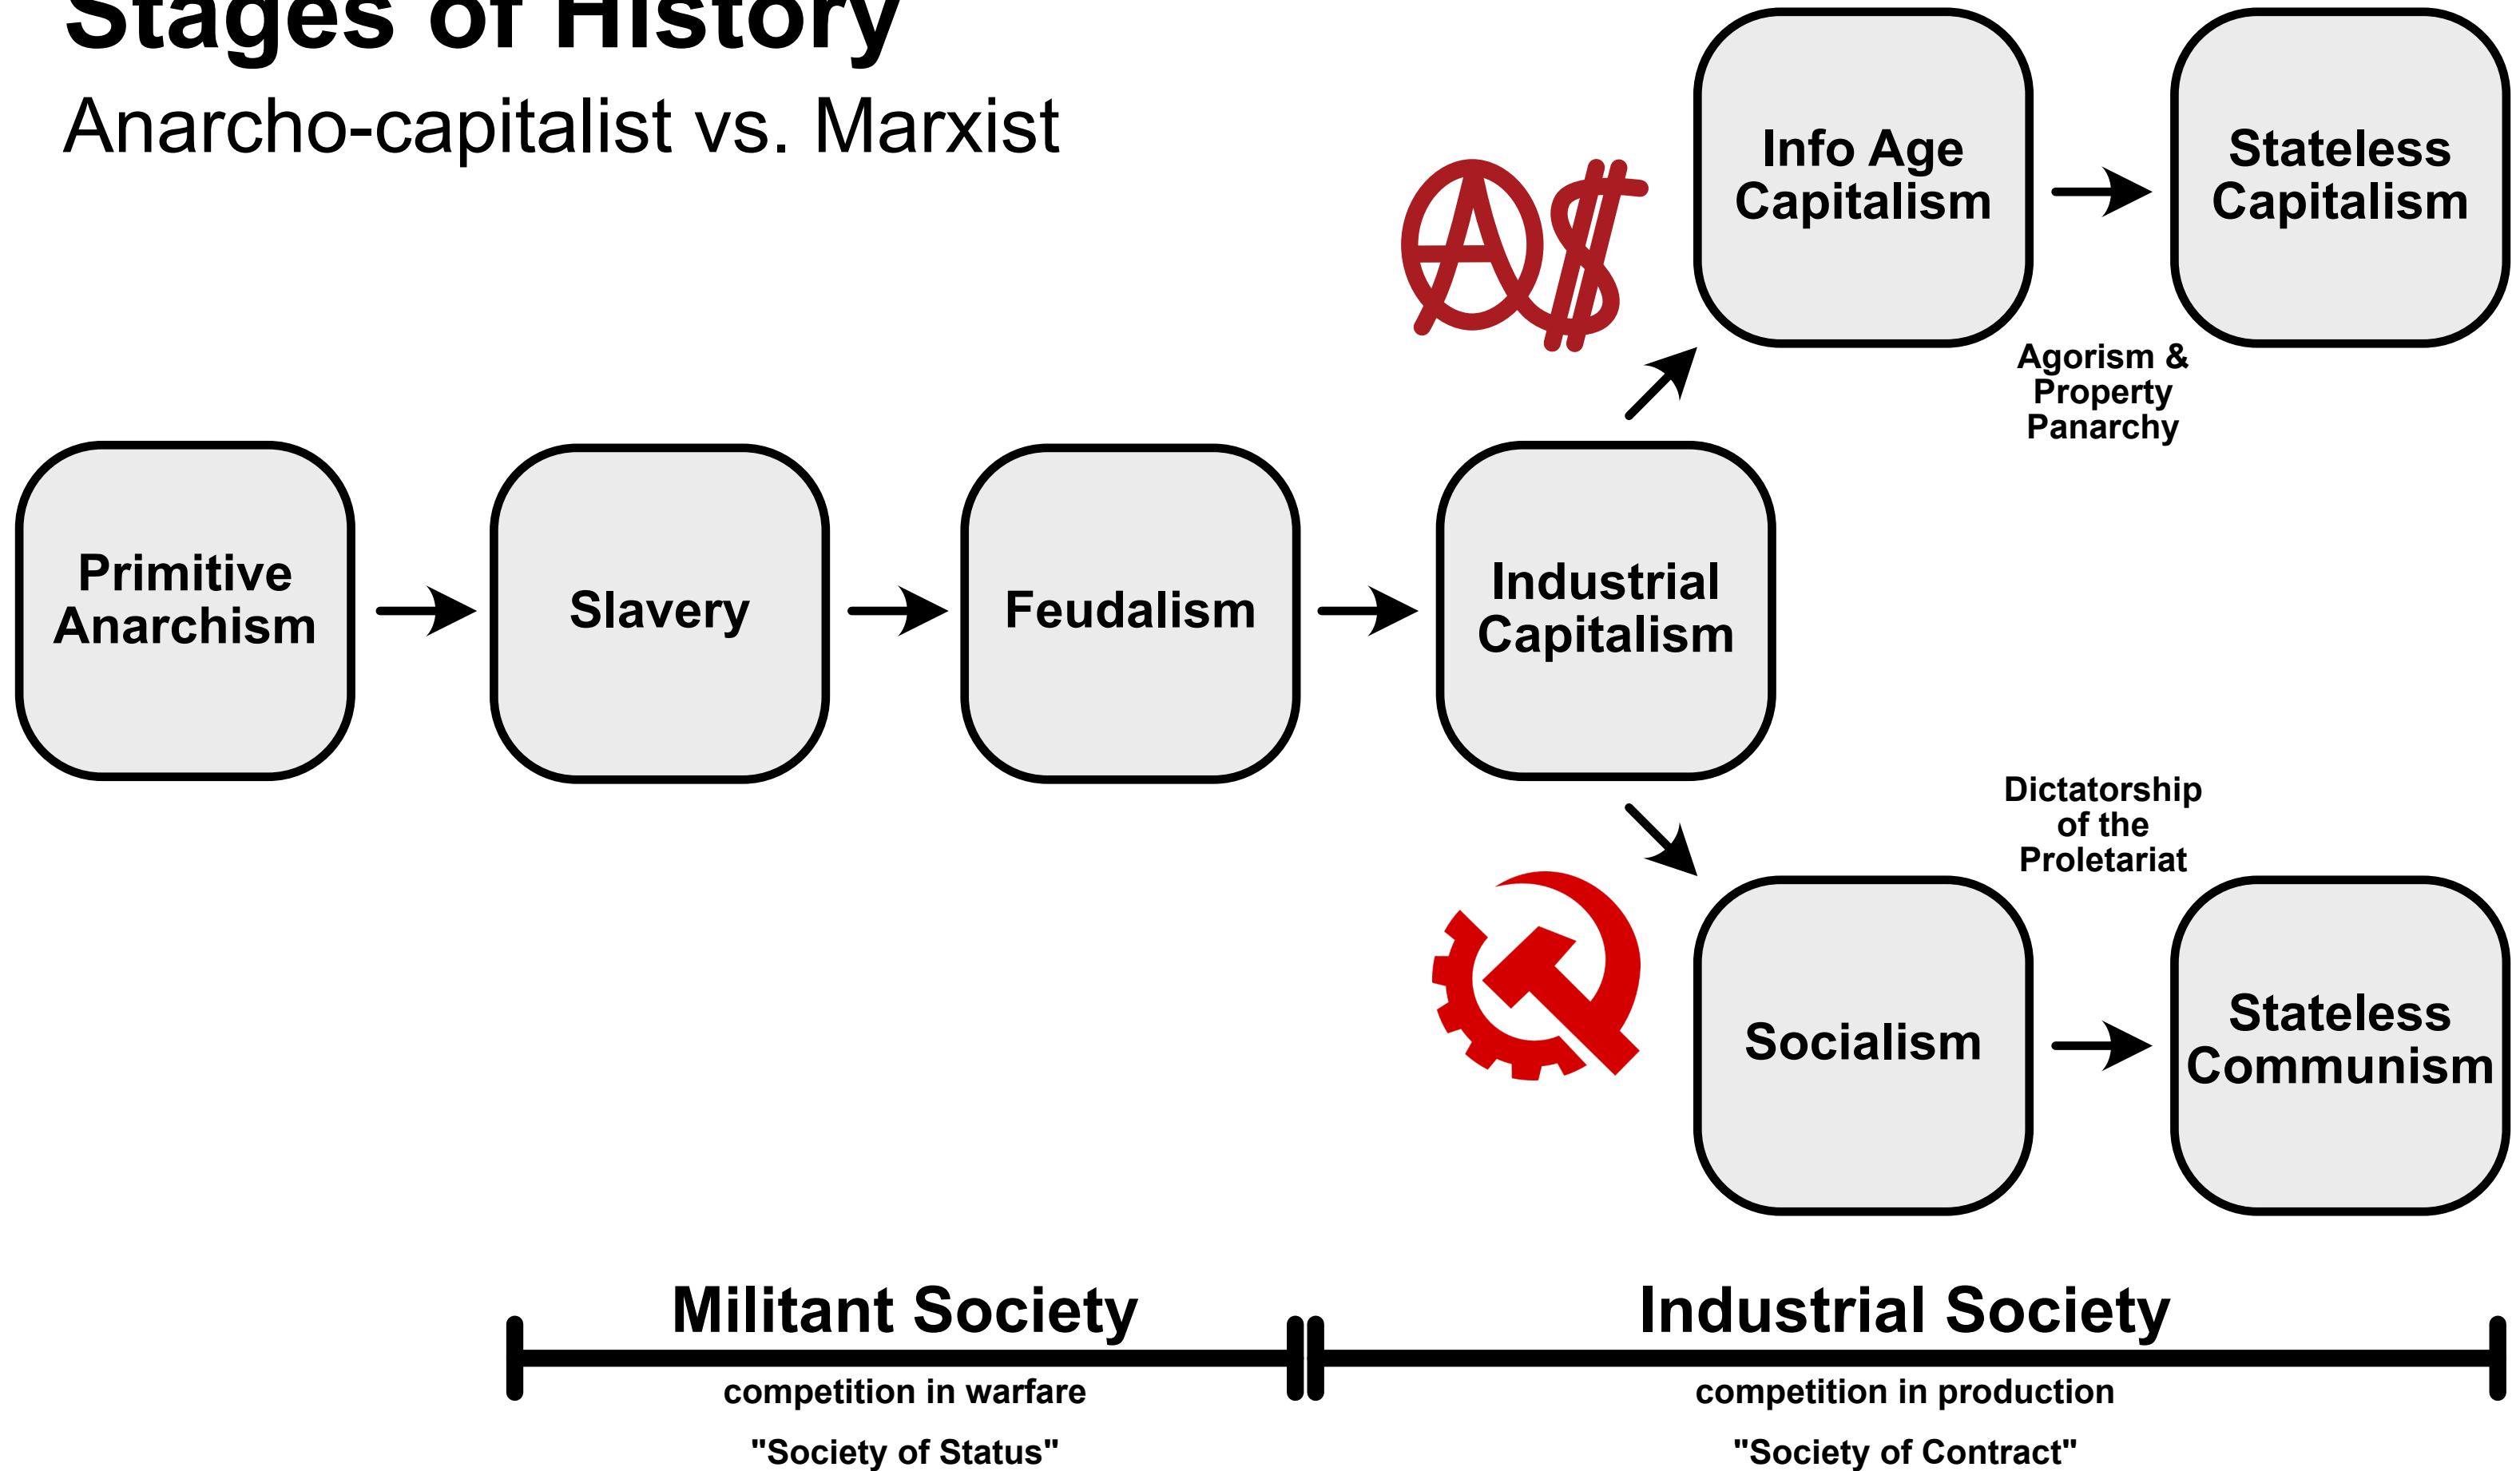 Stages of History
Anarcho-capitalist vs. Marxist
Info Age
Capitalism
Stateless
Capitalism
Agorism &
Property
Panarchy
Primitive
Anarchism
Slavery
Feudalism
Industrial
Capitalism
Dictatorship
of the
Proletariat
Socialism
Stateless
Communism
Militant Society
competition in warfare
"Society of Status"
Industrial Society
competition in production
"Society of Contract"